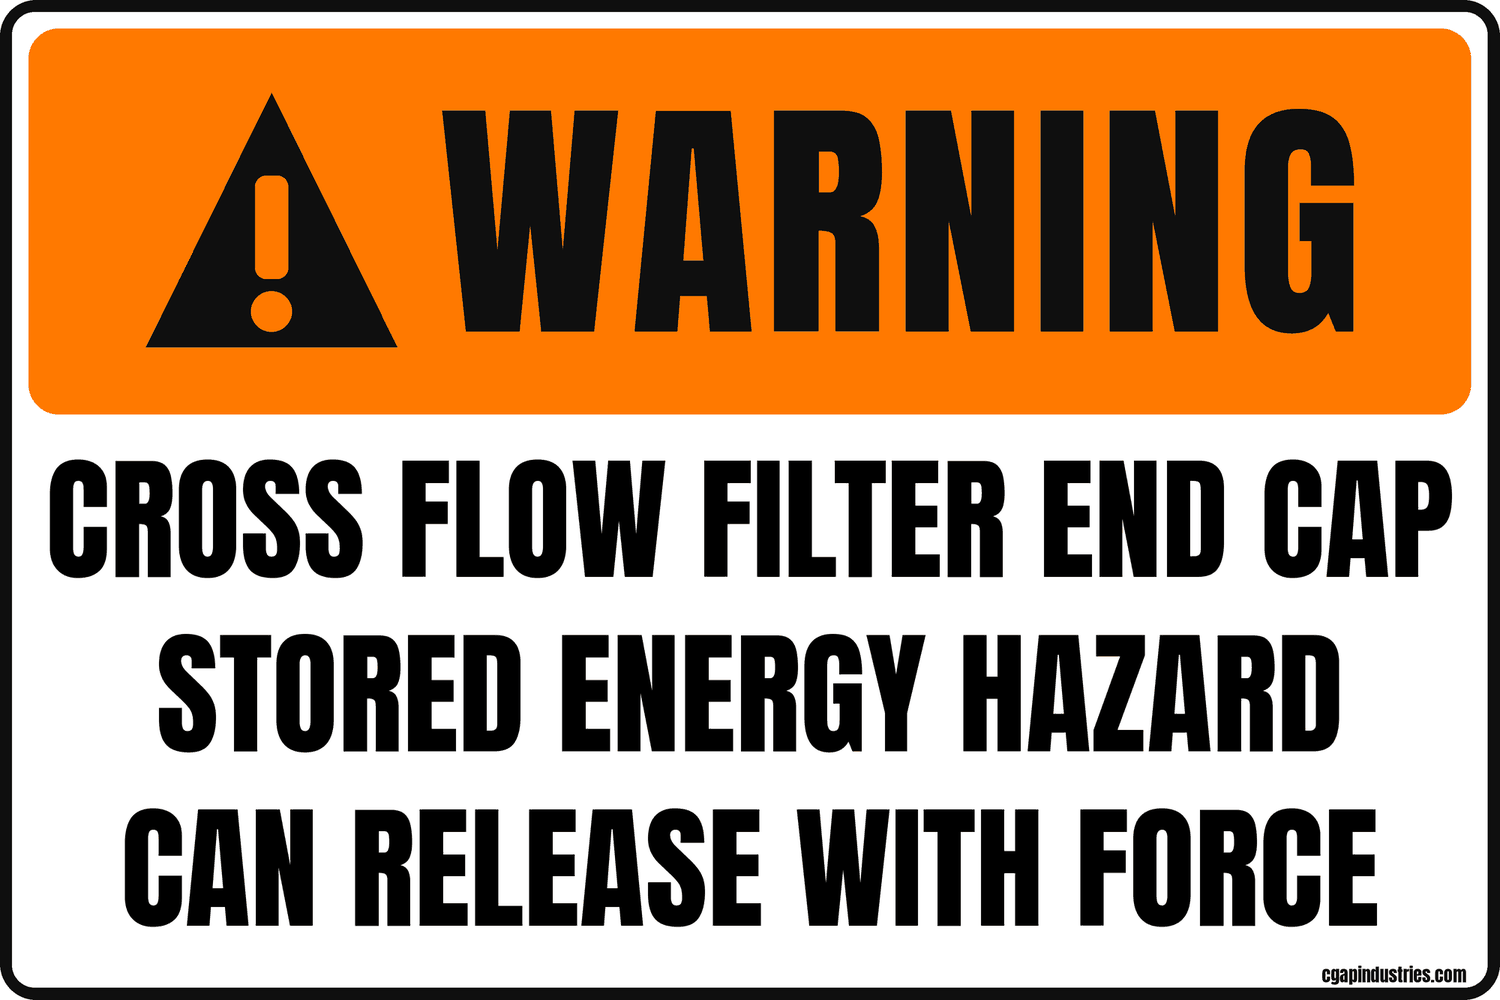 WARNING
CROSS FLOW FILTER END CAP
STORED ENERGY HAZARD
CAN RELEASE WITH FORCE
cgapindustries.com